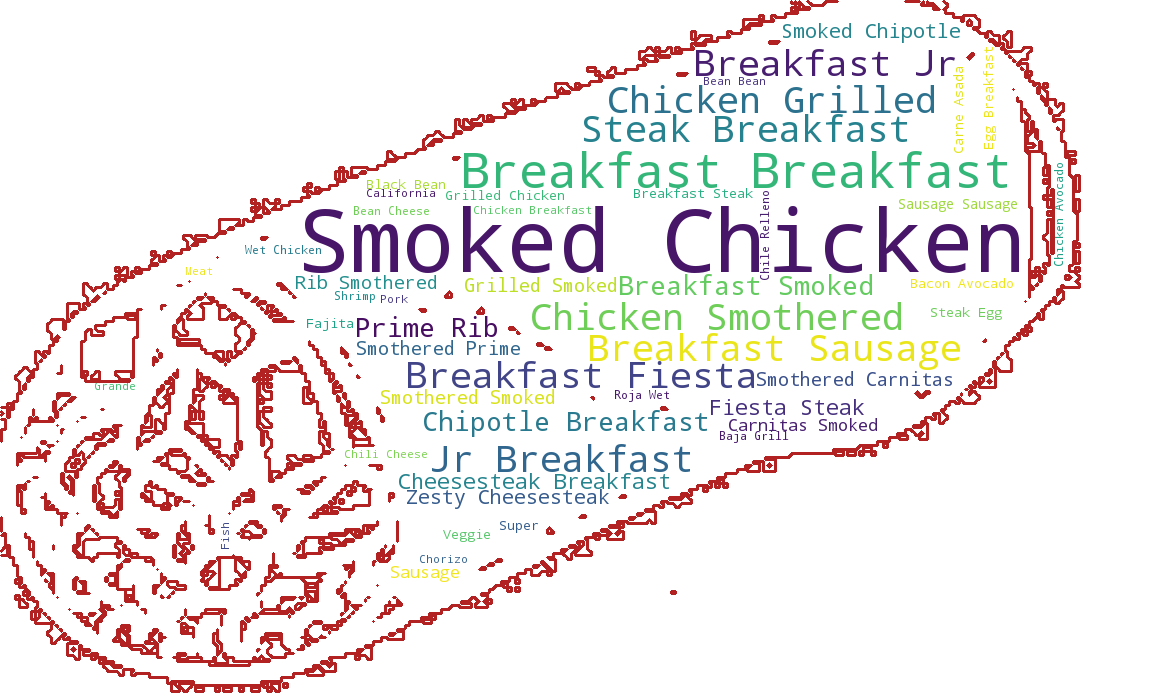 Smoked Chipotle
Breakfast Jr
Bean Bean
Carne Asada
Egg Breakfast
Chicken Grilled
Steak Breakfast
Breakfast Breakfast
Black Bean
California
Grilled Chicken
Breakfast Steak
Bean Cheese
Chicken Breakfast
Sausage Sausage
Chicken Avocado
Chile Relleno
Smoked Chicken
Wet Chicken
Meat
Rib Smothered
Grilled Smoked
Breakfast Smoked
Bacon Avocado
Shrimp
Pork
Fajita
Prime Rib
Chicken Smothered
Steak Egg
Smothered Prime
Breakfast Sausage
Grande
Breakfast Fiesta
Smothered Carnitas
Smothered Smoked
Roja Wet
Fiesta Steak
Chipotle Breakfast
Carnitas Smoked
Baja Grill
Chili Cheese
Jr Breakfast
Cheesesteak Breakfast
Zesty Cheesesteak
Fish
Super
Veggie
Chorizo
Sausage